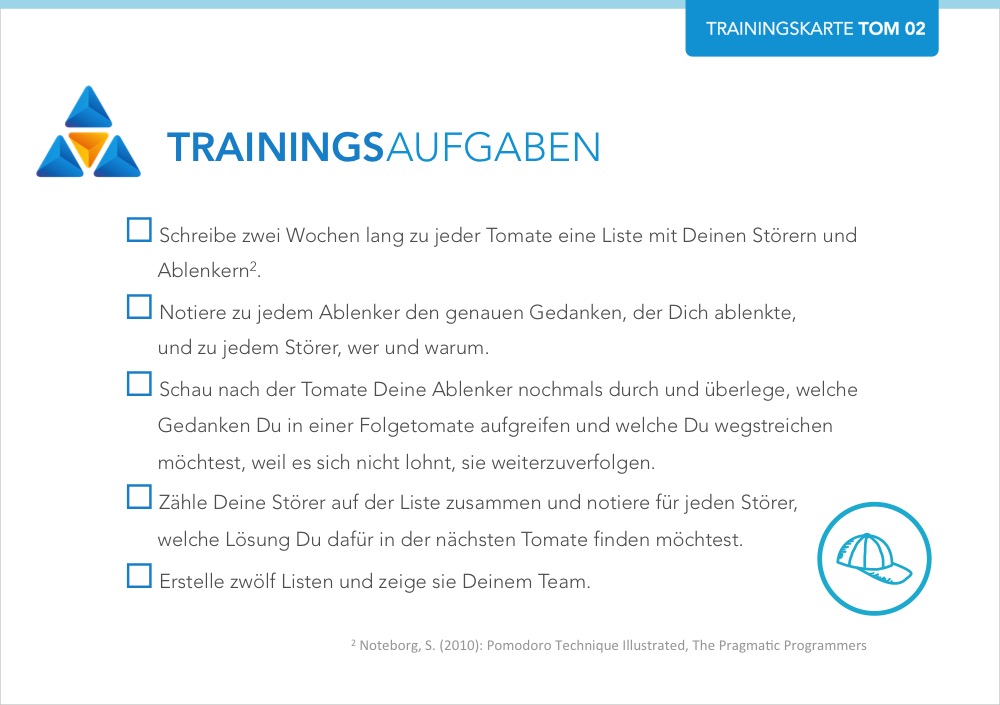 TRAININGSKARTE TOM 02
TRAININGSAUFGABEN
Schreibe zwei Wochen lang zu jeder Tomate eine Liste mit Deinen Störern und
Ablenkern².
Notiere zu jedem Ablenker den genauen Gedanken, der Dich ablenkte,
und zu jedem Störer, wer und warum.
Schau nach der Tomate Deine Ablenker nochmals durch und überlege, welche
Gedanken Du in einer Folgetomate aufgreifen und welche Du wegstreichen
möchtest, weil es sich nicht lohnt, sie weiterzuverfolgen.
Zähle Deine Störer auf der Liste zusammen und notiere für jeden Störer,
welche Lösung Du dafür in der nächsten Tomate finden möchtest.
Erstelle zwölf Listen und zeige sie Deinem Team.
² Noteborg, S. (2010): Pomodoro Technique Illustrated, The Pragmatic Programmers